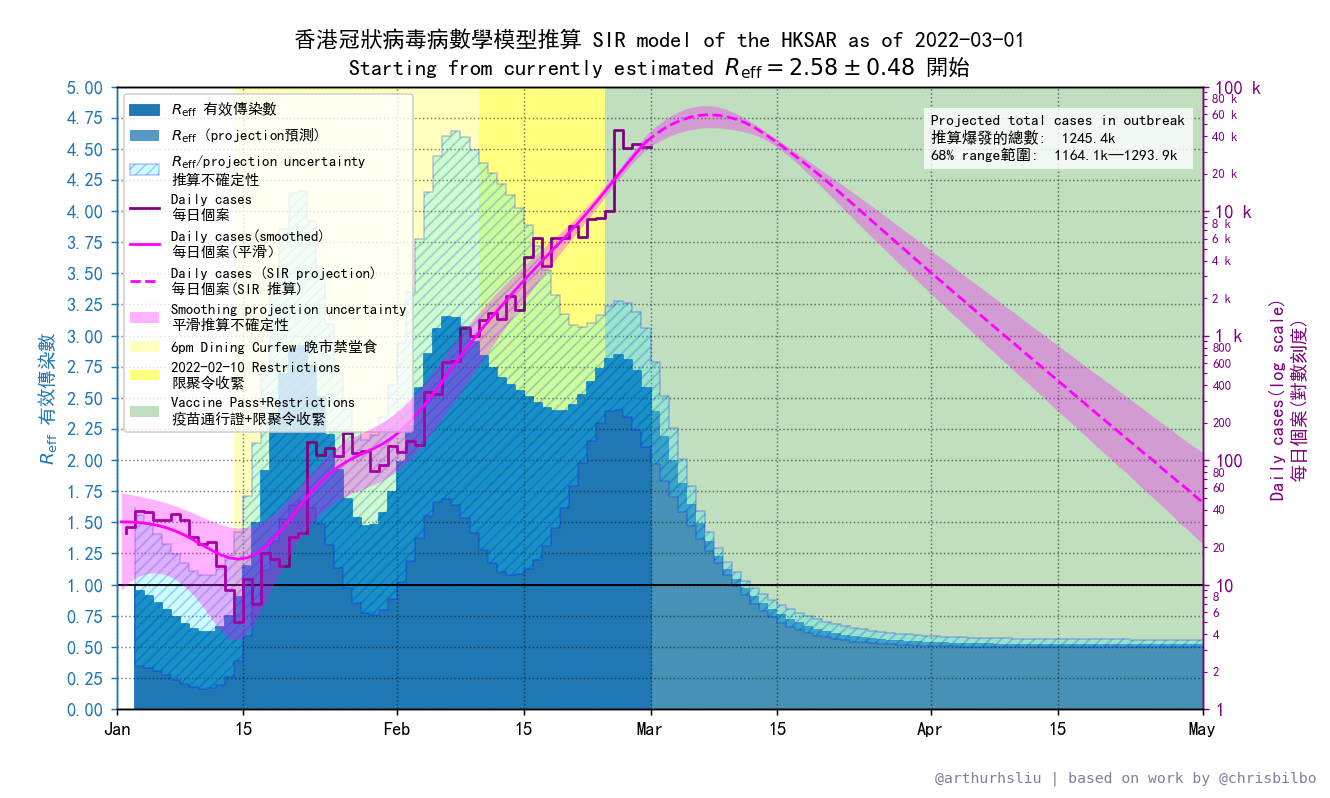 香港冠狀病毒病數學模型推算 SIR model of the HKSAR as of 2022-03-01
Starting from currently estimated Reff = 2.58 ± 0.48 開始
Reff 有效傳染數
5.00
4.75
4.50
4.25
4.00
3.75
3.50
3.25
3.00
2.75
2.50
2.25
2.00
1.75
1.50
1.25
1.00
0.75
0.50
0.25
0.00
Reff 有效傳染數
Reff (projection預測)
Reff/projection uncertainty
推算不確定性
Daily cases
每日個案
Daily cases(smoothed)
每日個案(平滑)
Daily cases (SIR projection)
每日個案(SIR 推算)
Smoothing projection uncertainty
平滑推算不確定性
6pm Dining Curfew 晚市禁堂食
2022-02-10 Restrictions
限聚令收緊
Vaccine Pass+Restrictions
疫苗通行證+限聚令收緊
Projected total cases in outbreak
推算爆發的總數: 1245.4k
68% range範圍: 1164.1k—1293.9k
100 k
80 k
60 k
40 k
20 k
10 k
8 k
6 k
4 k
2 k
1 k
800
600
400
200
100
80
60
40
20
10
8
6
4
2
1
Daily cases(log scale)
每日個案(對數刻度)
Jan 15 Feb 15 Mar 15 Apr 15 May
@arthurhsliu | based on work by @chrisbilbo